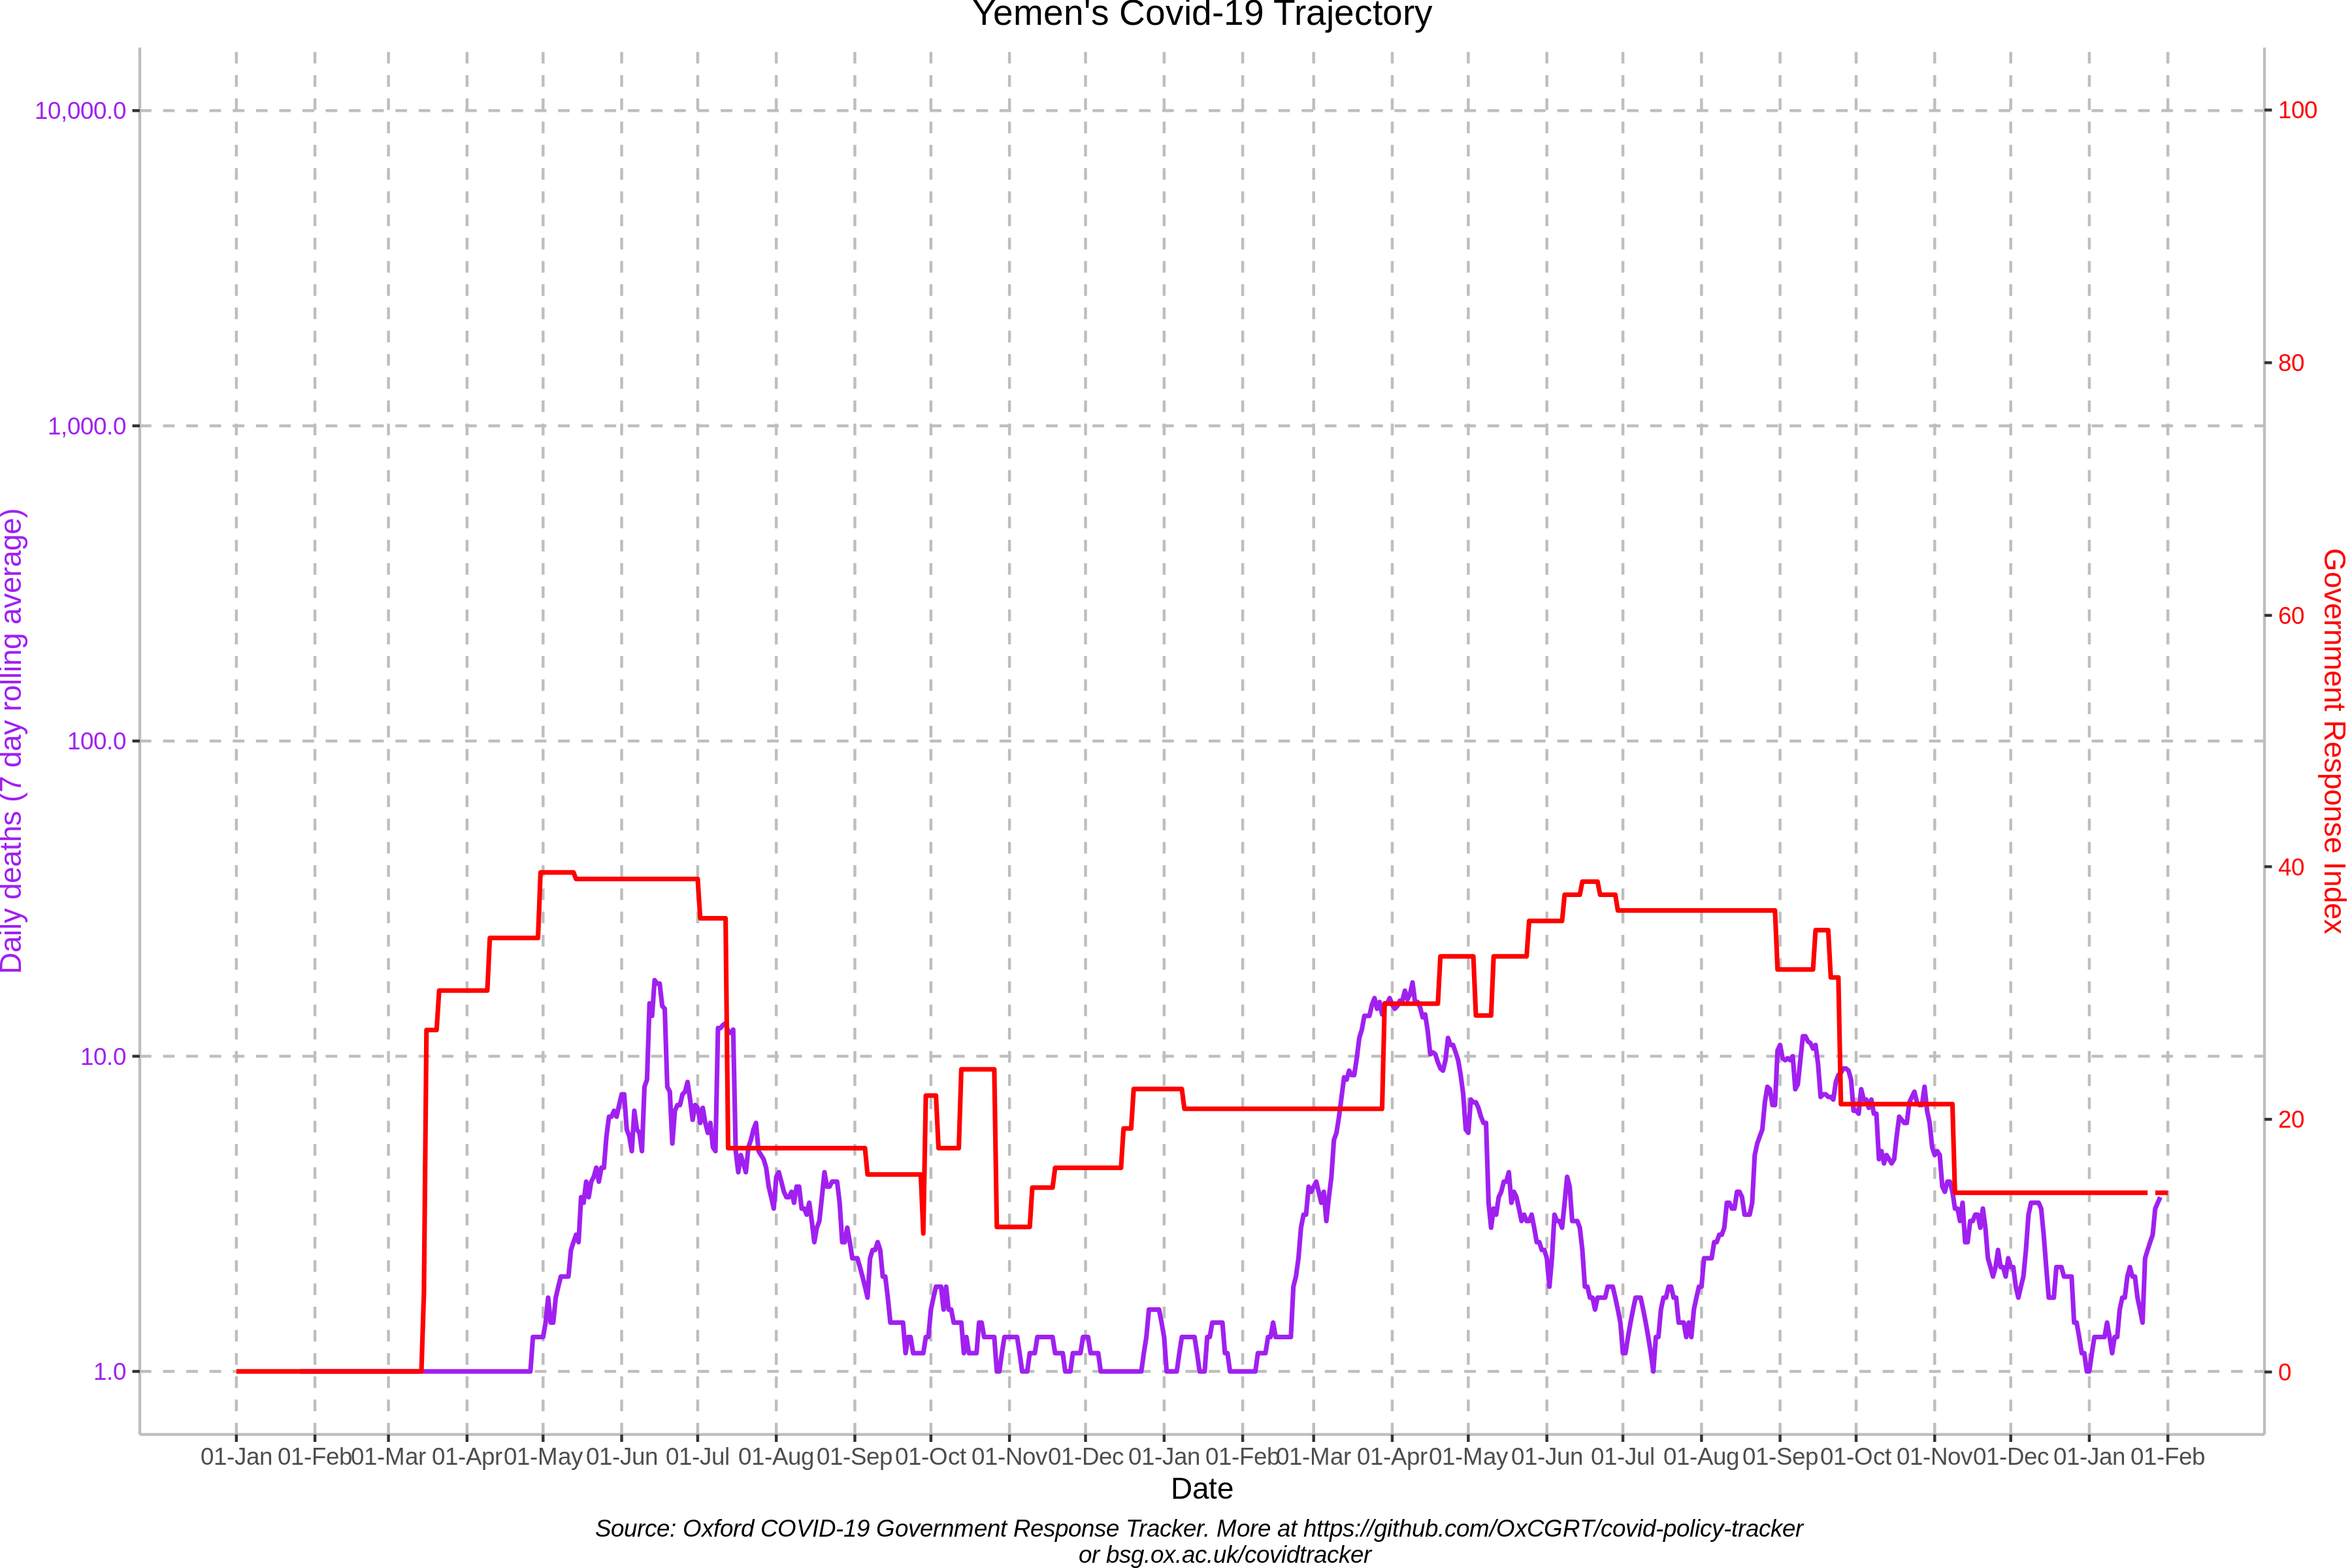 Yemen's Covid-19 Trajectory
Daily deaths (7 day rolling average)
10,000.0
1,000.0
100.0
10.0
1.0
100
80
60
40
20
0
Government Response Index
01-Jan 01-Feb 01-Mar 01-Apr 01-May 01-Jun 01-Jul 01-Aug 01-Sep 01-Oct 01-Nov 01-Dec 01-Jan 01-Feb 01-Mar 01-Apr 01-May 01-Jun 01-Jul 01-Aug 01-Sep 01-Oct 01-Nov 01-Dec 01-Jan 01-Feb
Date
Source: Oxford COVID-19 Government Response Tracker. More at https://github.com/OxCGRT/covid-policy-tracker
or bsg.ox.ac.uk/covidtracker